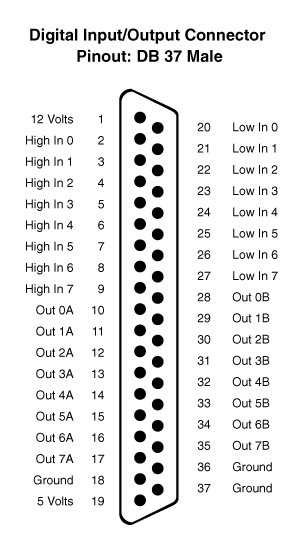 Digital Input/Output Connector
Pinout: DB 37 Male
12 Volts 1
High In 0 2
High In 1 3
High In 2 4
High In 3 5
High In 4 6
High In 5 7
High In 6 8
High In 7 9
Out 0A 10
Out 1A 11
Out 2A 12
Out 3A 13
Out 4A 14
Out 5A 15
Out 6A 16
Out 7A 17
Ground 18
5 Volts 19
20 Low In 0
21 Low In 1
22 Low In 2
23 Low In 3
24 Low In 4
25 Low In 5
26 Low In 6
27 Low In 7
28 Out 0B
29 Out 1B
30 Out 2B
31 Out 3B
32 Out 4B
33 Out 5B
34 Out 6B
35 Out 7B
36 Ground
37 Ground